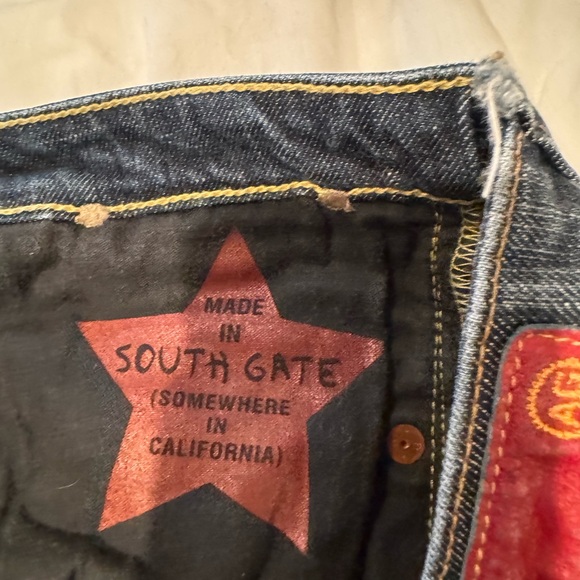 MADE
IN
SOUTH GATE
(SOMEWHERE
IN
CALIFORNIA)